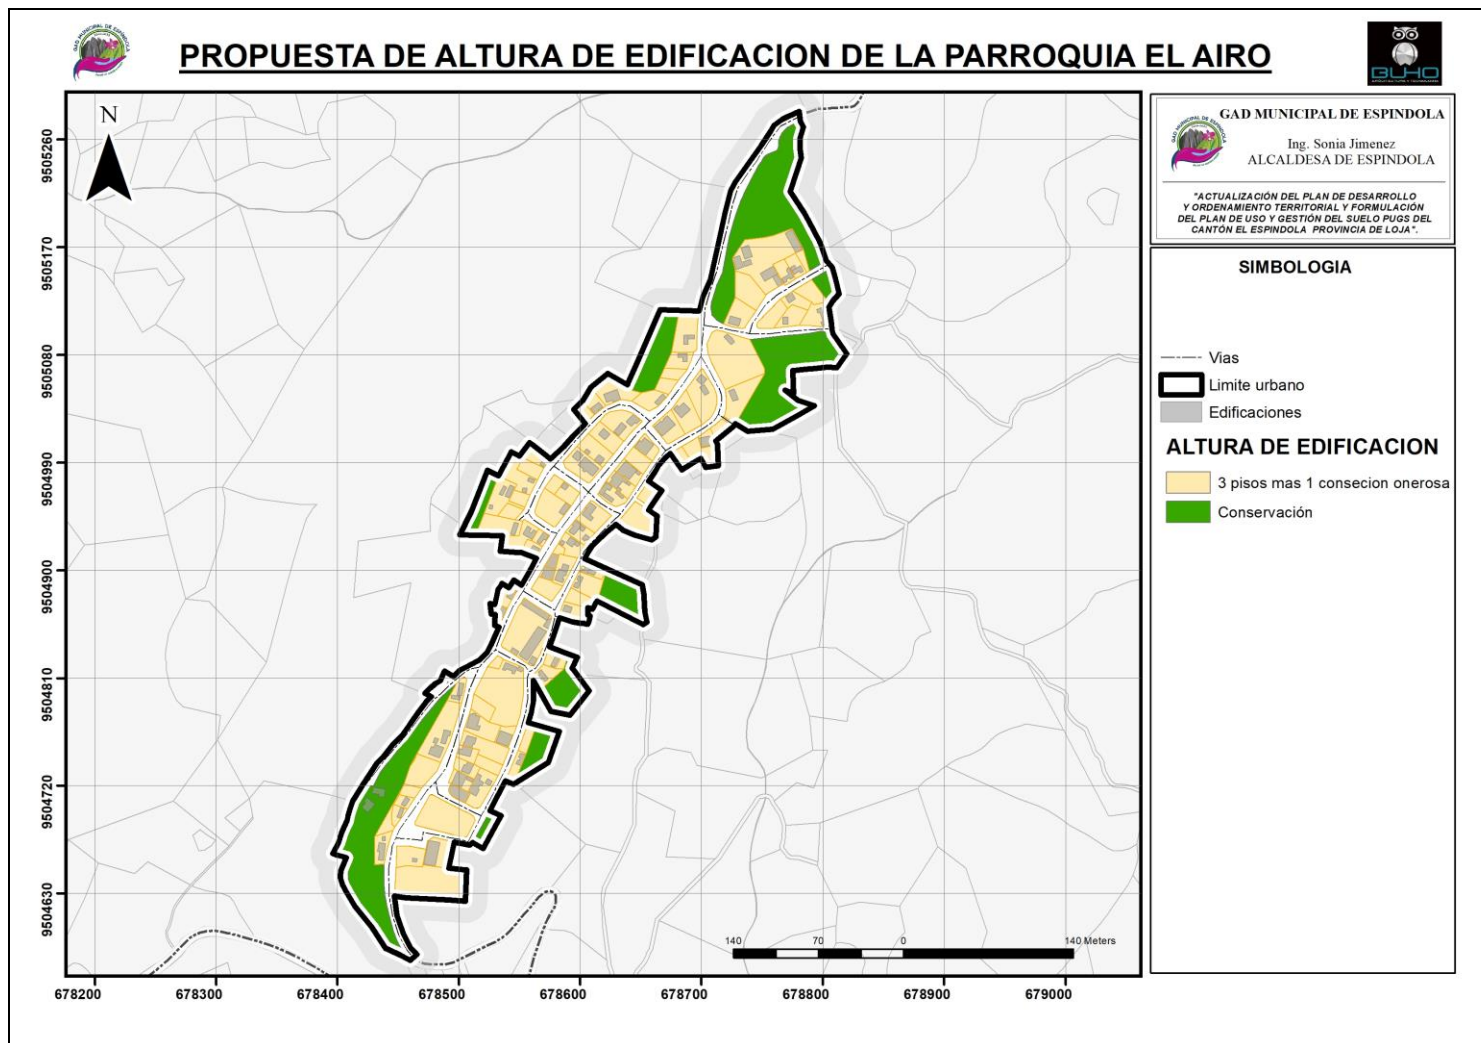 GAD MUNICIPAL DE ESPINDOLA
PROPUESTA DE ALTURA DE EDIFICACION DE LA PARROQUIA EL AIRO
BUHO
N
GAD MUNICIPAL DE ESPINDOLA
Ing. Sonia Jimenez
ALCALDESA DE ESPINDOLA
"ACTUALIZACIÓN DEL PLAN DE DESARROLLO
Y ORDENAMIENTO TERRITORIAL Y FORMULACIÓN
DEL PLAN DE USO Y GESTIÓN DEL SUELO PUGS DEL
CANTÓN EL ESPINDOLA PROVINCIA DE LOJA".
SIMBOLOGIA
Vias
Limite urbano
Edificaciones
ALTURA DE EDIFICACION
3 pisos mas 1 consecion onerosa
Conservación
9505260
9505170
9505080
9504990
9504900
9504810
9504720
9504630
140 70 0 140 Meters
678200 678300 678400 678500 678600 678700 678800 678900 679000